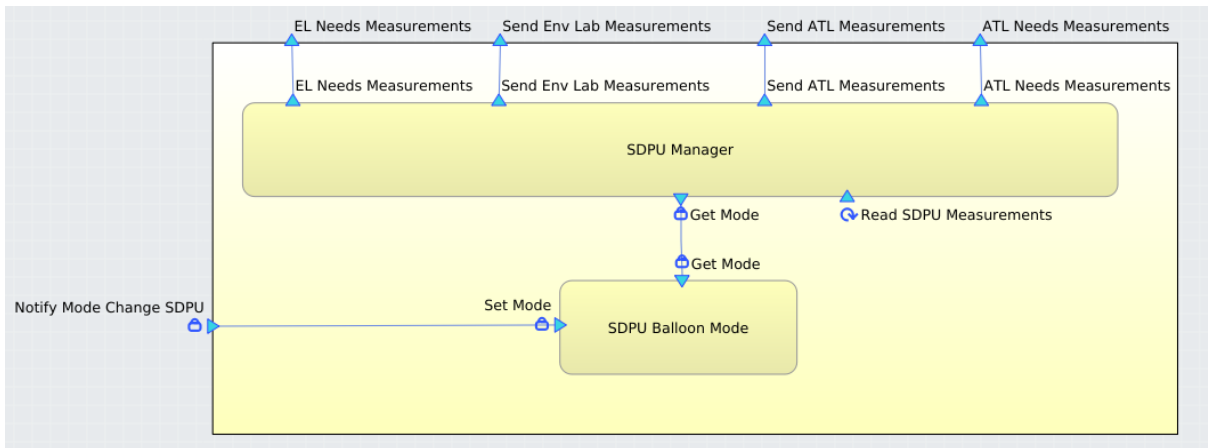 EL Needs Measurements
Send Env Lab Measurements
Send ATL Measurements
ATL Needs Measurements
EL Needs Measurements
Send Env Lab Measurements
Send ATL Measurements
ATL Needs Measurements
SDPU Manager
Get Mode
Read SDPU Measurements
Get Mode
Notify Mode Change SDPU
Set Mode
SDPU Balloon Mode